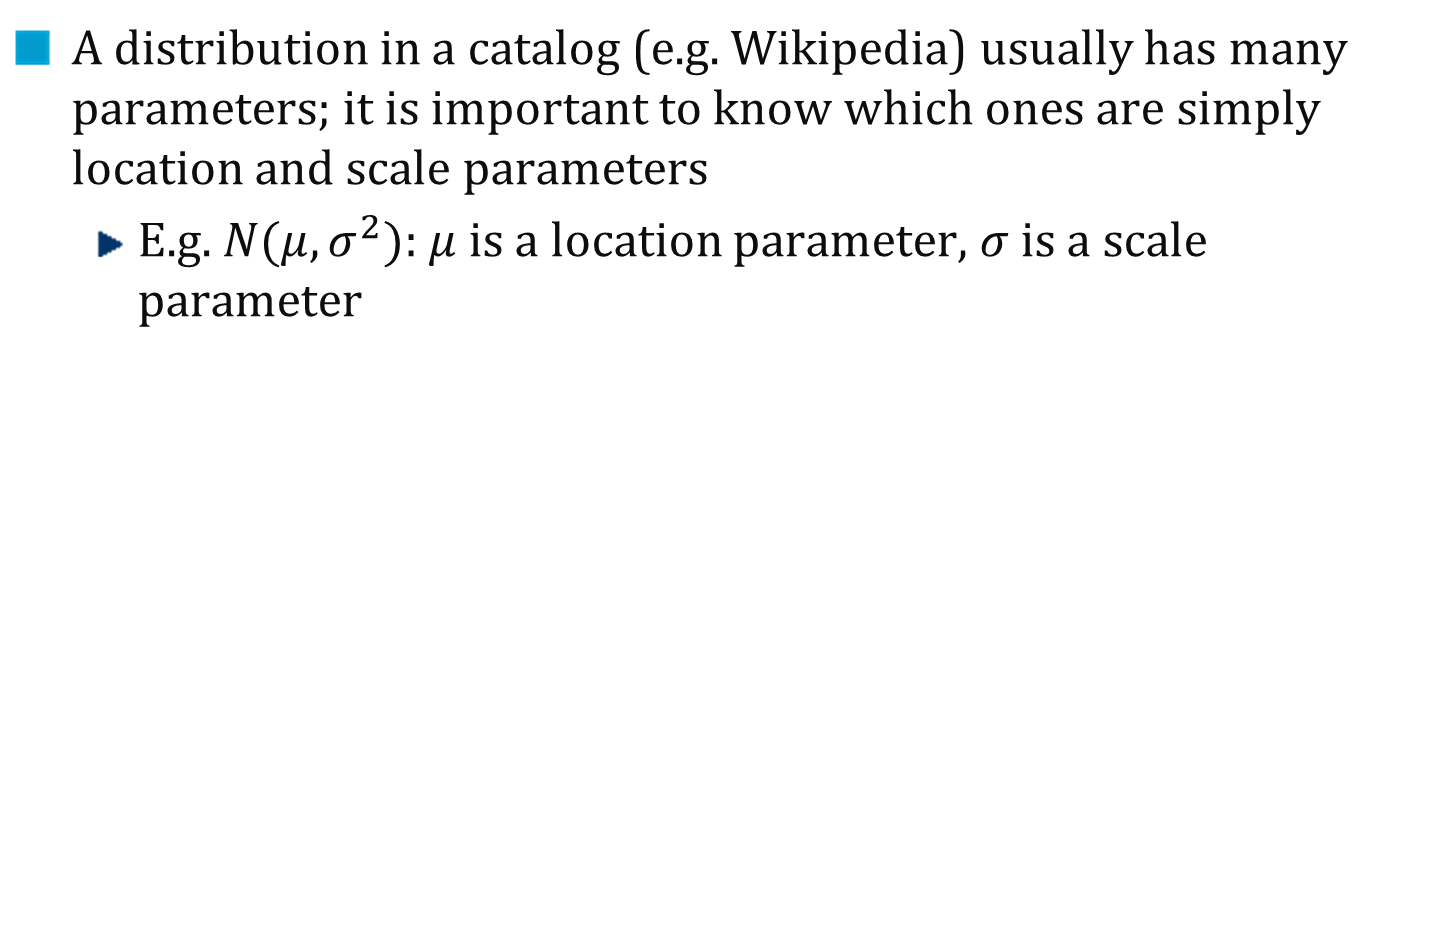 A distribution in a catalog (e.g. Wikipedia) usually has many
parameters; it is important to know which ones are simply
location and scale parameters
E.g. N(μ, σ²): μ is a location parameter, σ is a scale
parameter